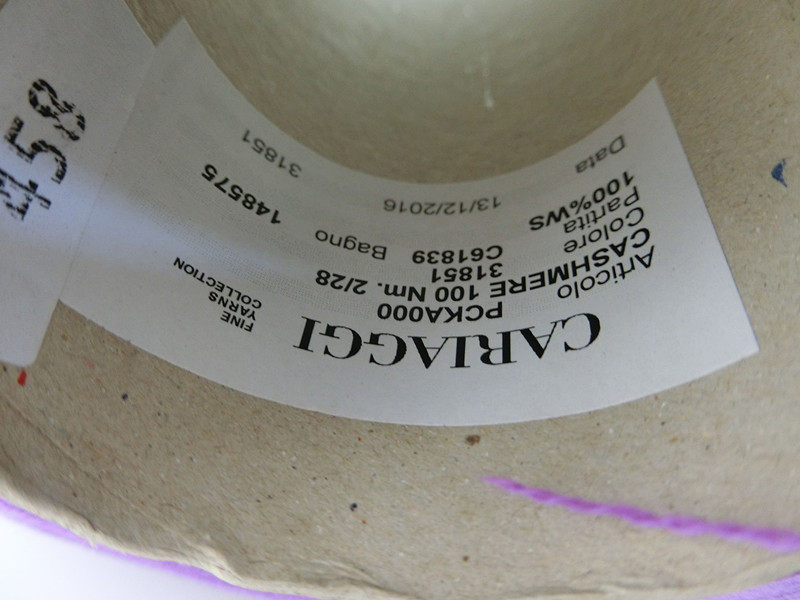 CARIAGGI
FINE
YARNS
COLLECTION
Articolo PCKA000
CASHMERE 100 Nm. 2/28
Colore 31851
Partita C61839 Bagno 148575
100%WS
Data 13/12/2016 31851
458